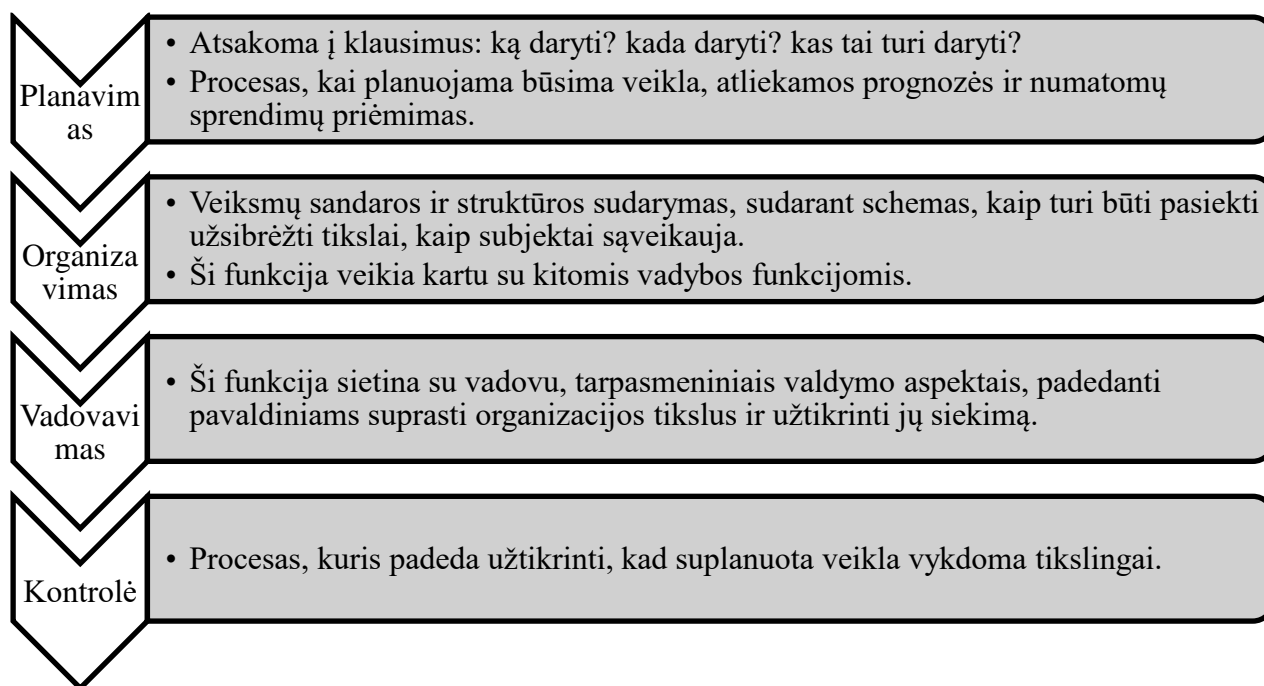 Planavim
as
• Atsakoma į klausimus: ką daryti? kada daryti? kas tai turi daryti?
• Procesas, kai planuojama būsima veikla, atliekamos prognozės ir numatomų
sprendimų priėmimas.
Organiza
vimas
• Veiksmų sandaros ir struktūros sudarymas, sudarant schemas, kaip turi būti pasiekti
užsibrėžti tikslai, kaip subjektai sąveikauja.
• Ši funkcija veikia kartu su kitomis vadybos funkcijomis.
Vadovavi
mas
• Ši funkcija sietina su vadovu, tarpasmeniniais valdymo aspektais, padedanti
pavaldiniams suprasti organizacijos tikslus ir užtikrinti jų siekimą.
Kontrolė
• Procesas, kuris padeda užtikrinti, kad suplanuota veikla vykdoma tikslingai.